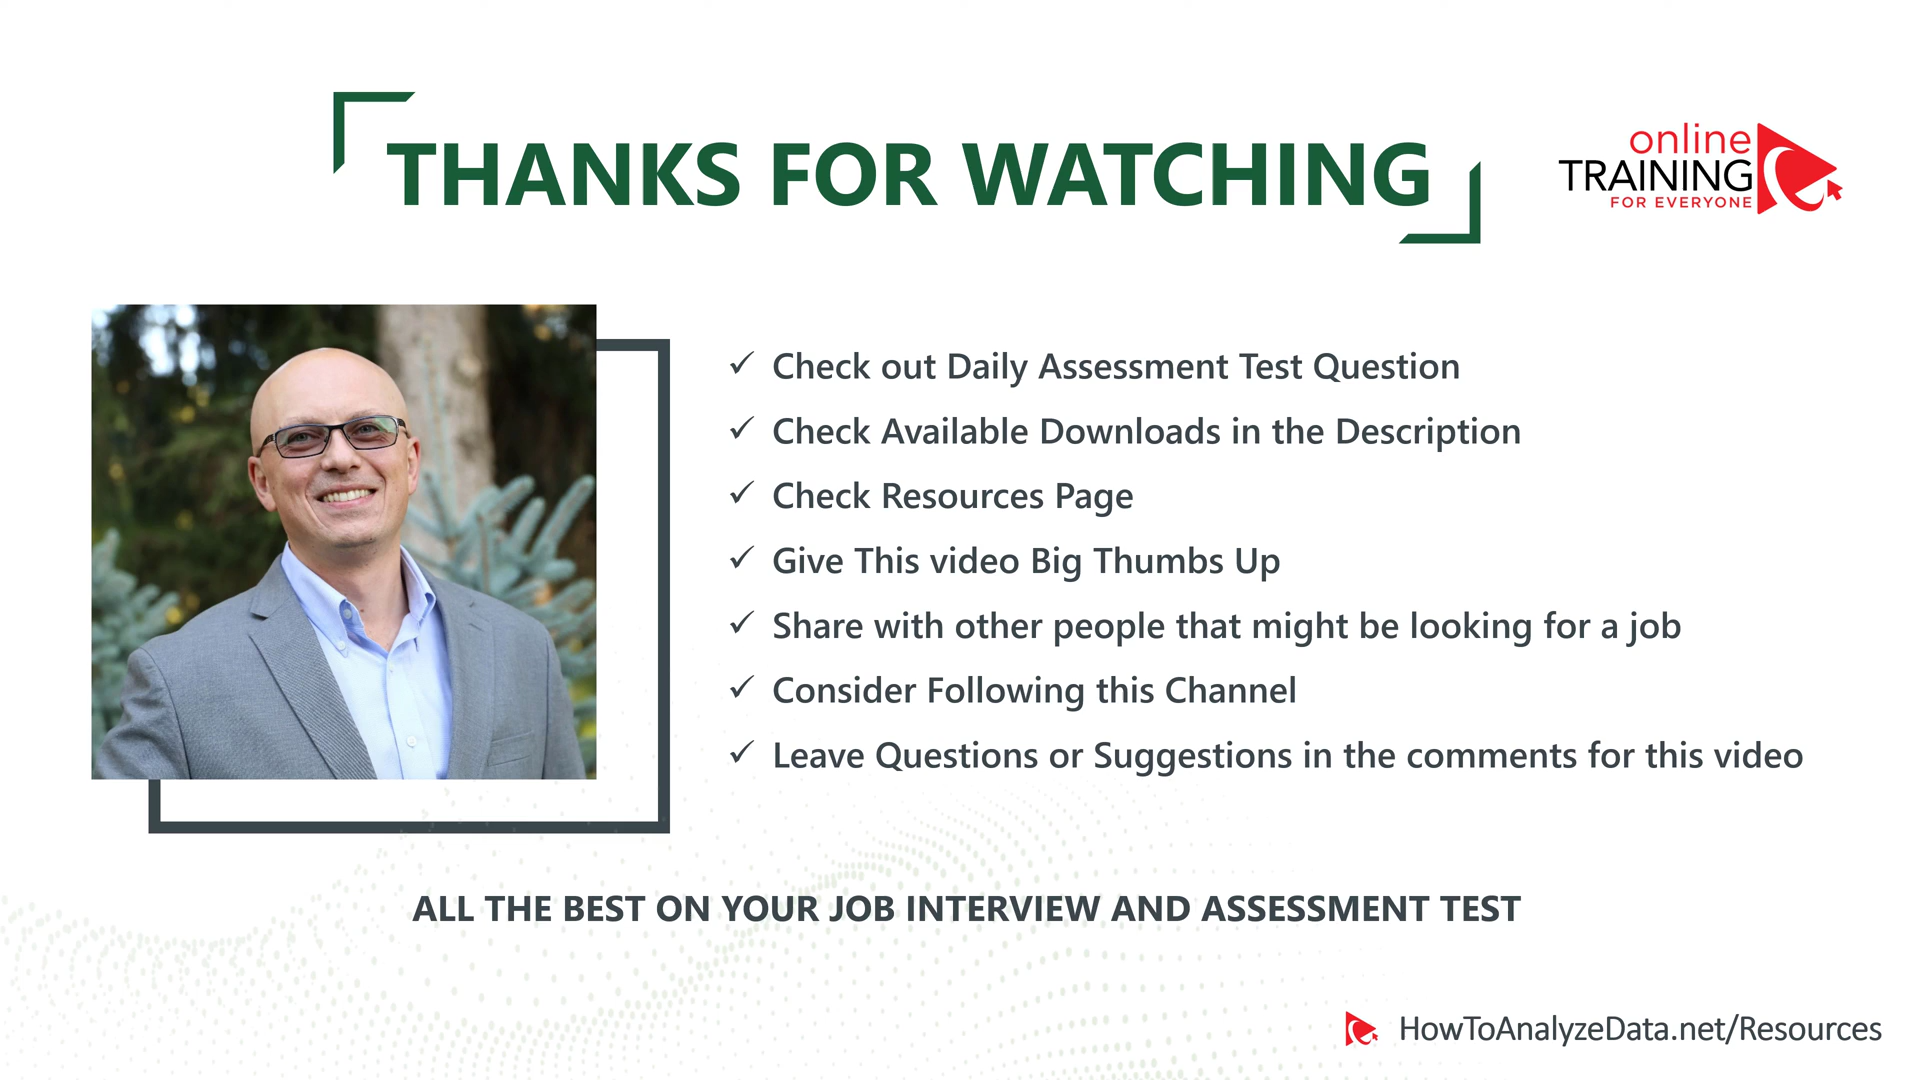 THANKS FOR WATCHING
online
TRAINING
FOR EVERYONE
Check out Daily Assessment Test Question
Check Available Downloads in the Description
Check Resources Page
Give This video Big Thumbs Up
Share with other people that might be looking for a job
Consider Following this Channel
Leave Questions or Suggestions in the comments for this video
ALL THE BEST ON YOUR JOB INTERVIEW AND ASSESSMENT TEST
HowToAnalyzeData.net/Resources